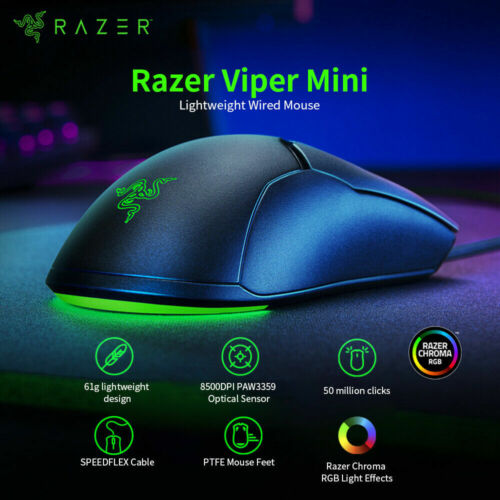 RAZER
Razer Viper Mini
Lightweight Wired Mouse
61g lightweight
design
8500DPI PAW3359
Optical Sensor
50 million clicks
RAZER
CHROMA
RGB
SPEEDFLEX Cable
PTFE Mouse Feet
Razer Chroma
RGB Light Effects